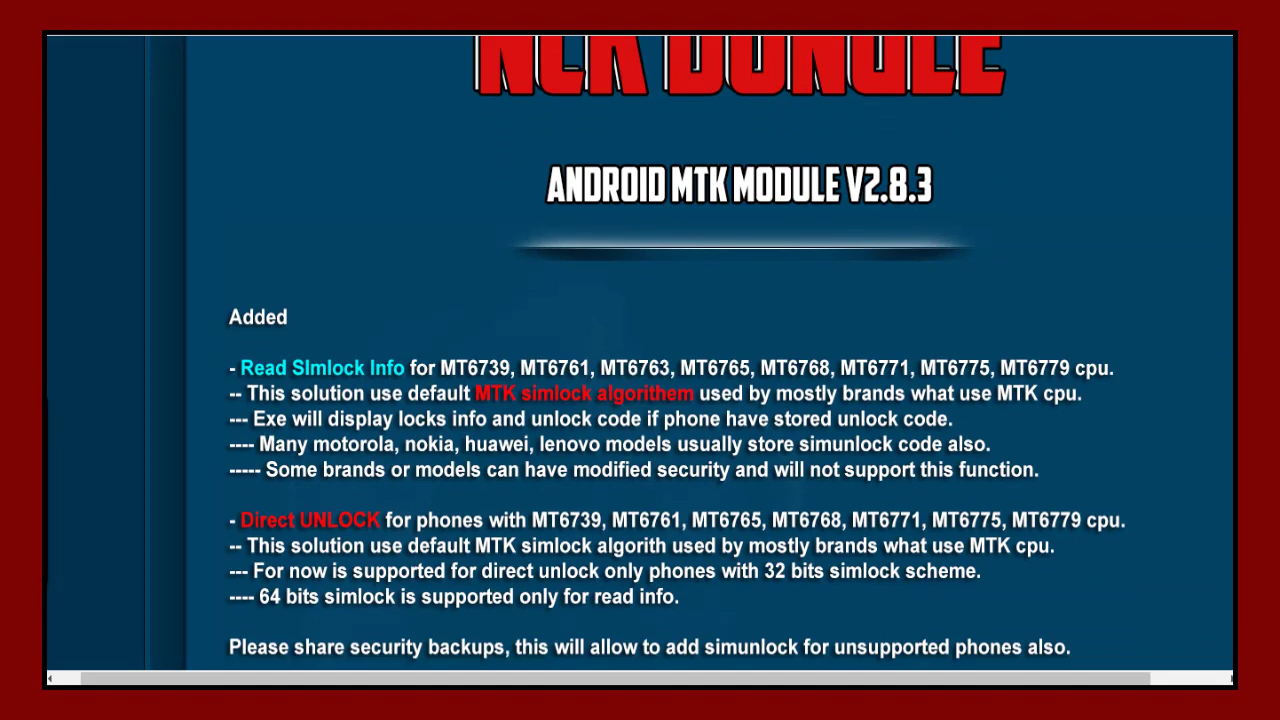 NCK DONGLE
ANDROID MTK MODULE V2.8.3
Added
- Read SImlock Info for MT6739, MT6761, MT6763, MT6765, MT6768, MT6771, MT6775, MT6779 cpu.
-- This solution use default MTK simlock algorithem used by mostly brands what use MTK cpu.
--- Exe will display locks info and unlock code if phone have stored unlock code.
---- Many motorola, nokia, huawei, lenovo models usually store simunlock code also.
----- Some brands or models can have modified security and will not support this function.
- Direct UNLOCK for phones with MT6739, MT6761, MT6765, MT6768, MT6771, MT6775, MT6779 cpu.
-- This solution use default MTK simlock algorith used by mostly brands what use MTK cpu.
--- For now is supported for direct unlock only phones with 32 bits simlock scheme.
---- 64 bits simlock is supported only for read info.
Please share security backups, this will allow to add simunlock for unsupported phones also.